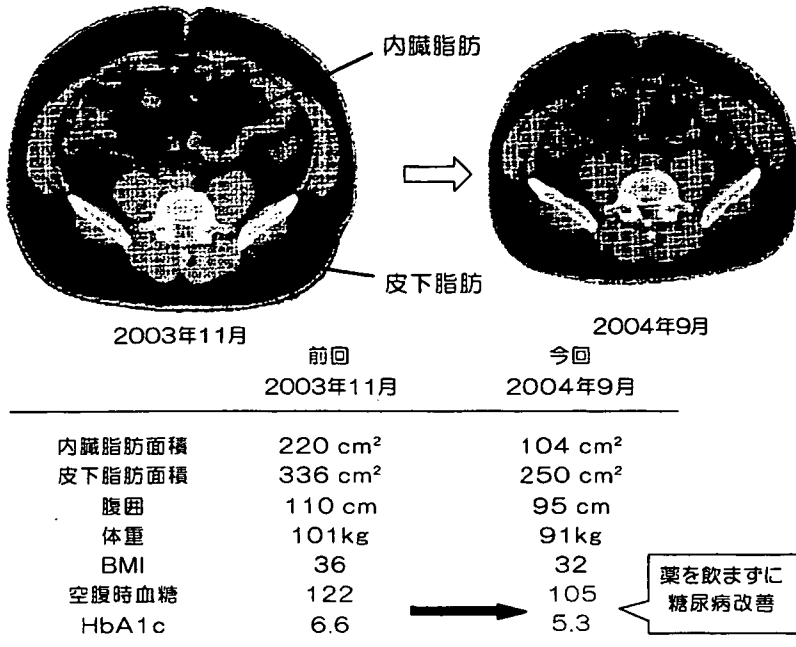 内臓脂肪
皮下脂肪
2003年11月
2004年9月
前回 今回
2003年11月 2004年9月
内臓脂肪面積 220 cm² 104 cm²
皮下脂肪面積 336 cm² 250 cm²
腹囲 110 cm 95 cm
体重 101kg 91kg
BMI 36 32
空腹時血糖 122 105
HbA1c 6.6 5.3
薬を飲まずに
糖尿病改善